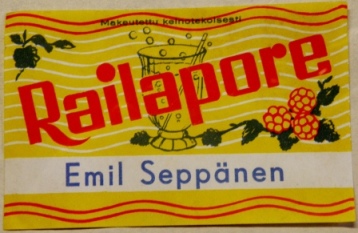 Makeutettu keinotekoisesti
Railapore
Emil Seppänen